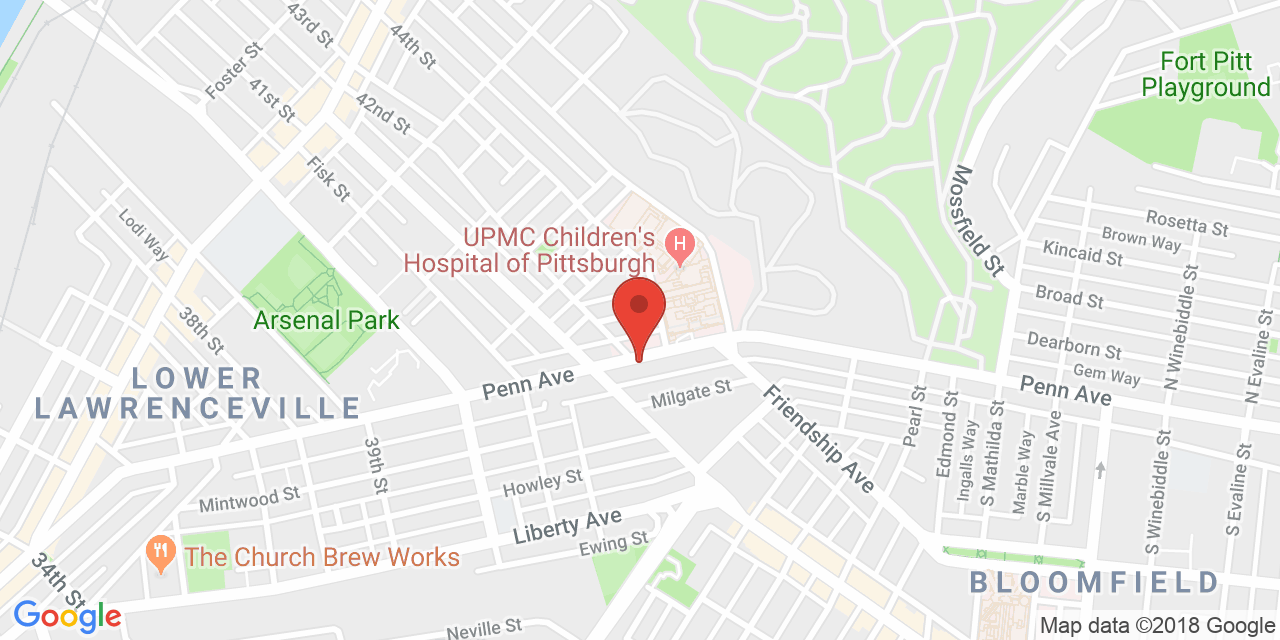 43rd St
44th St
Foster St
41st St
42nd St
Fort Pitt
Playground
Fisk St
Mossfield St
Lodi Way
Rosetta St
Brown Way
UPMC Children's
Hospital of Pittsburgh
H
Kincaid St
N Winebiddle St
Broad St
Arsenal Park
38th St
Dearborn St
N Evaline St
Gem Way
LOWER
LAWRENCEVILLE
Penn Ave
Milgate St
Penn Ave
Friendship Ave
Pearl St
Edmond St
Ingalls Way
S Mathilda St
Marble Way
S Millvale Ave
S Winebiddle St
S Evaline St
39th St
Mintwood St
Howley St
Liberty Ave
Ewing St
The Church Brew Works
34th St
BLOOMFIELD
Google
Neville St
Map data ©2018 Google